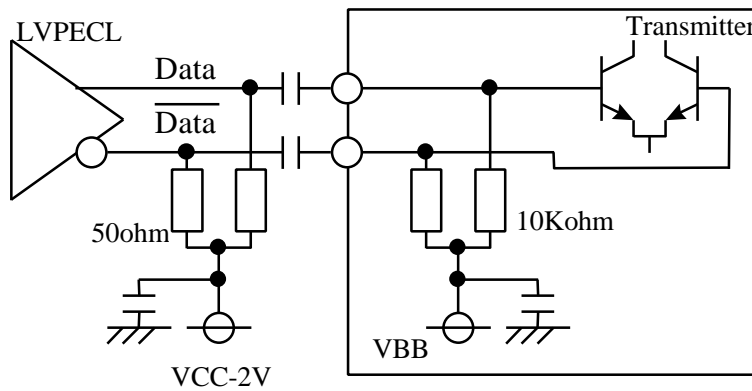 LVPECL
Transmitter
Data
Data
50ohm
10Kohm
VBB
VCC-2V